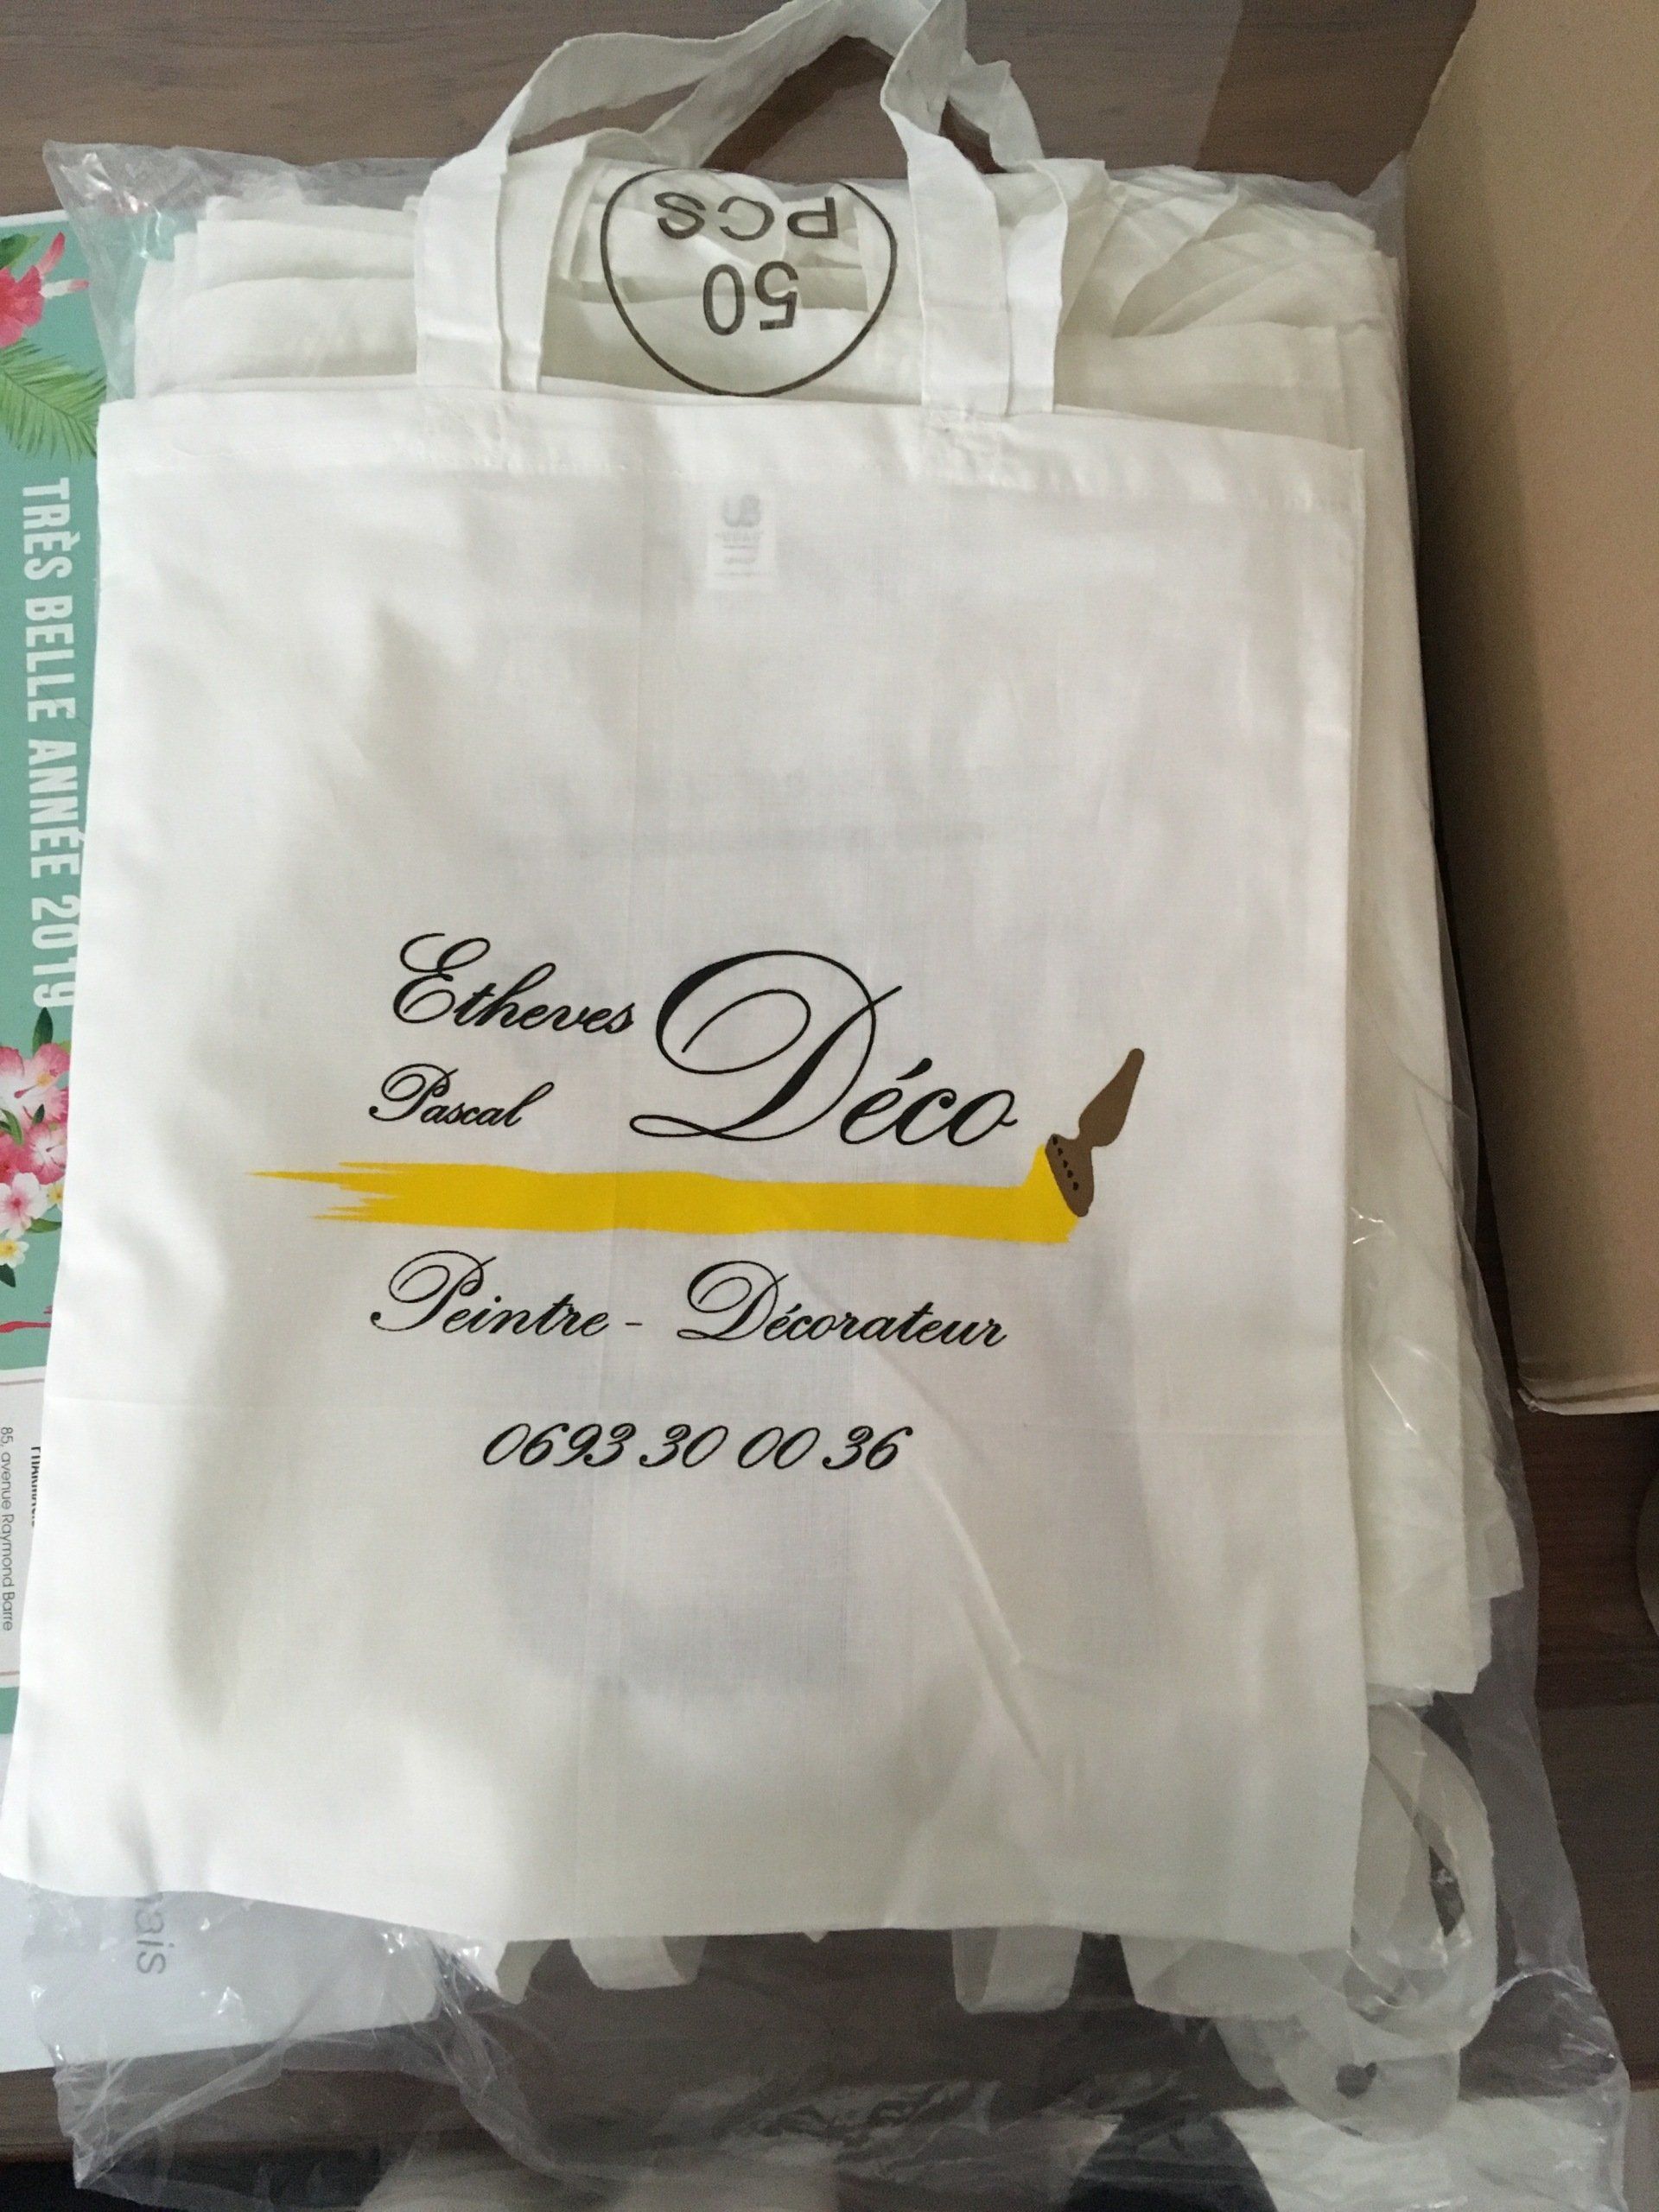 50
PCS
TRÈS BELLE ANNÉE 2019
Etheves
Pascal
Déco
Peintre - Décorateur
0693 30 00 36
85, avenue Raymond Barre